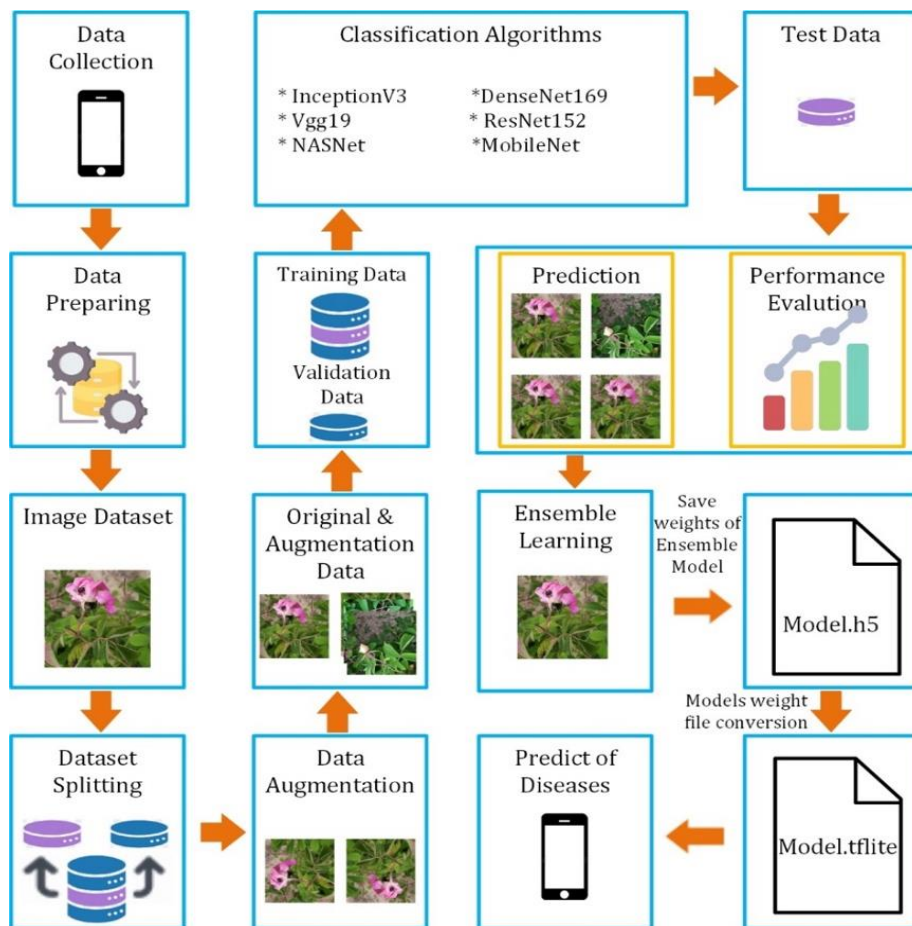 Data
Collection
Data
Preparing
Image Dataset
Dataset
Splitting
Data
Augmentation
Original &
Augmentation
Data
Training Data
Validation
Data
Classification Algorithms
* InceptionV3
* Vgg19
* NASNet
*DenseNet169
* ResNet152
*MobileNet
Test Data
Prediction
Performance
Evalution
Ensemble
Learning
Save
weights of
Ensemble
Model
Model.h5
Models weight
file conversion
Model.tflite
Predict of
Diseases